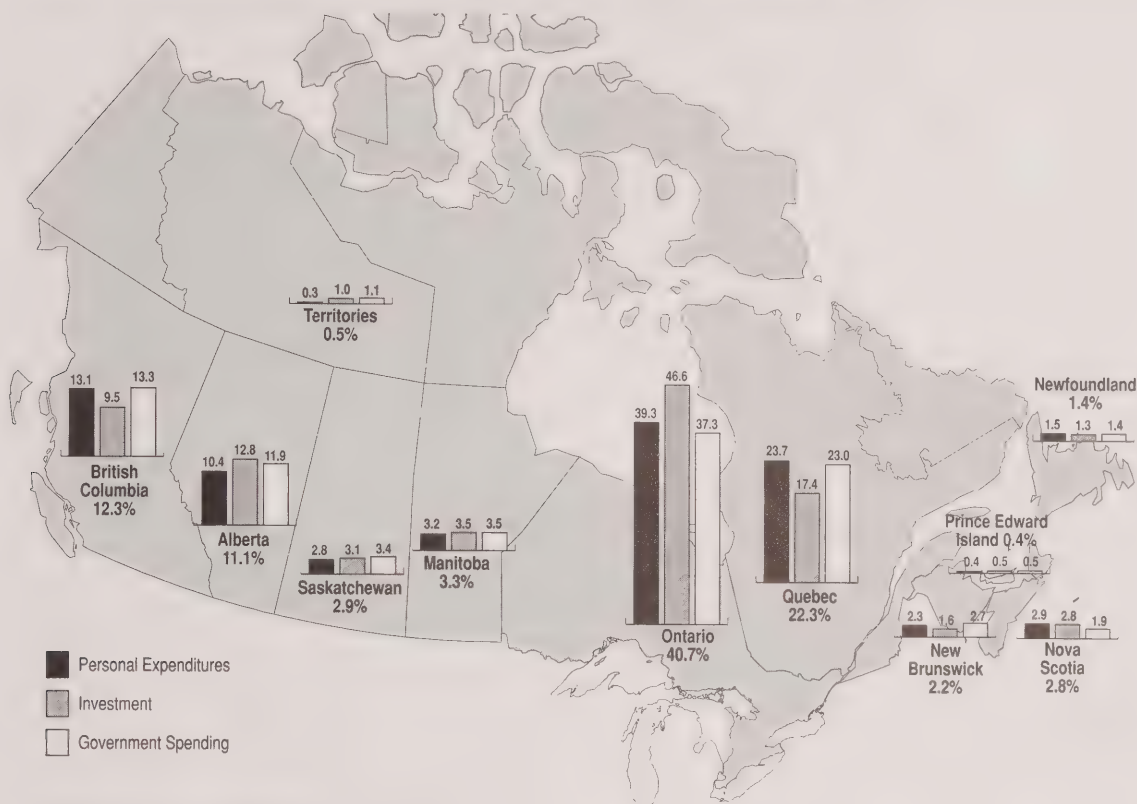 0.3 1.0 1.1
Territories
0.5%
13.1 9.5 13.3
British
Columbia
12.3%
10.4 12.8 11.9
Alberta
11.1%
2.8 3.1 3.4
Saskatchewan
2.9%
3.2 3.5 3.5
Manitoba
3.3%
39.3 46.6 37.3
Ontario
40.7%
23.7 17.4 23.0
Quebec
22.3%
Newfoundland
1.4%
1.5 1.3 1.4
Prince Edward
Island 0.4%
0.4 0.5 0.5
2.3 1.6 2.7
New
Brunswick
2.2%
2.9 2.8 1.9
Nova
Scotia
2.8%
Personal Expenditures
Investment
Government Spending